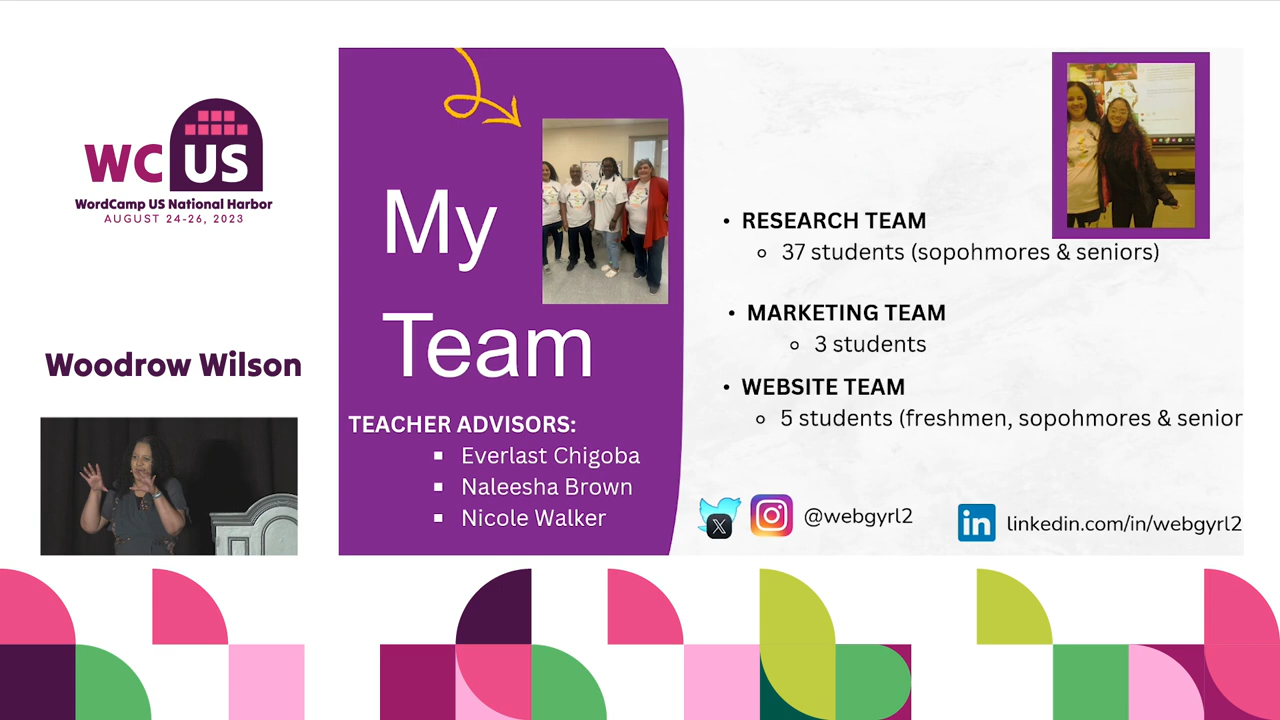 WC US
WordCamp US National Harbor
AUGUST 24-26, 2023
Woodrow Wilson
My
Team
TEACHER ADVISORS:
Everlast Chigoba
Naleesha Brown
Nicole Walker
RESEARCH TEAM
37 students (sopohmores & seniors)
MARKETING TEAM
3 students
WEBSITE TEAM
5 students (freshmen, sopohmores & senior
@webgyrl2
linkedin.com/in/webgyrl2